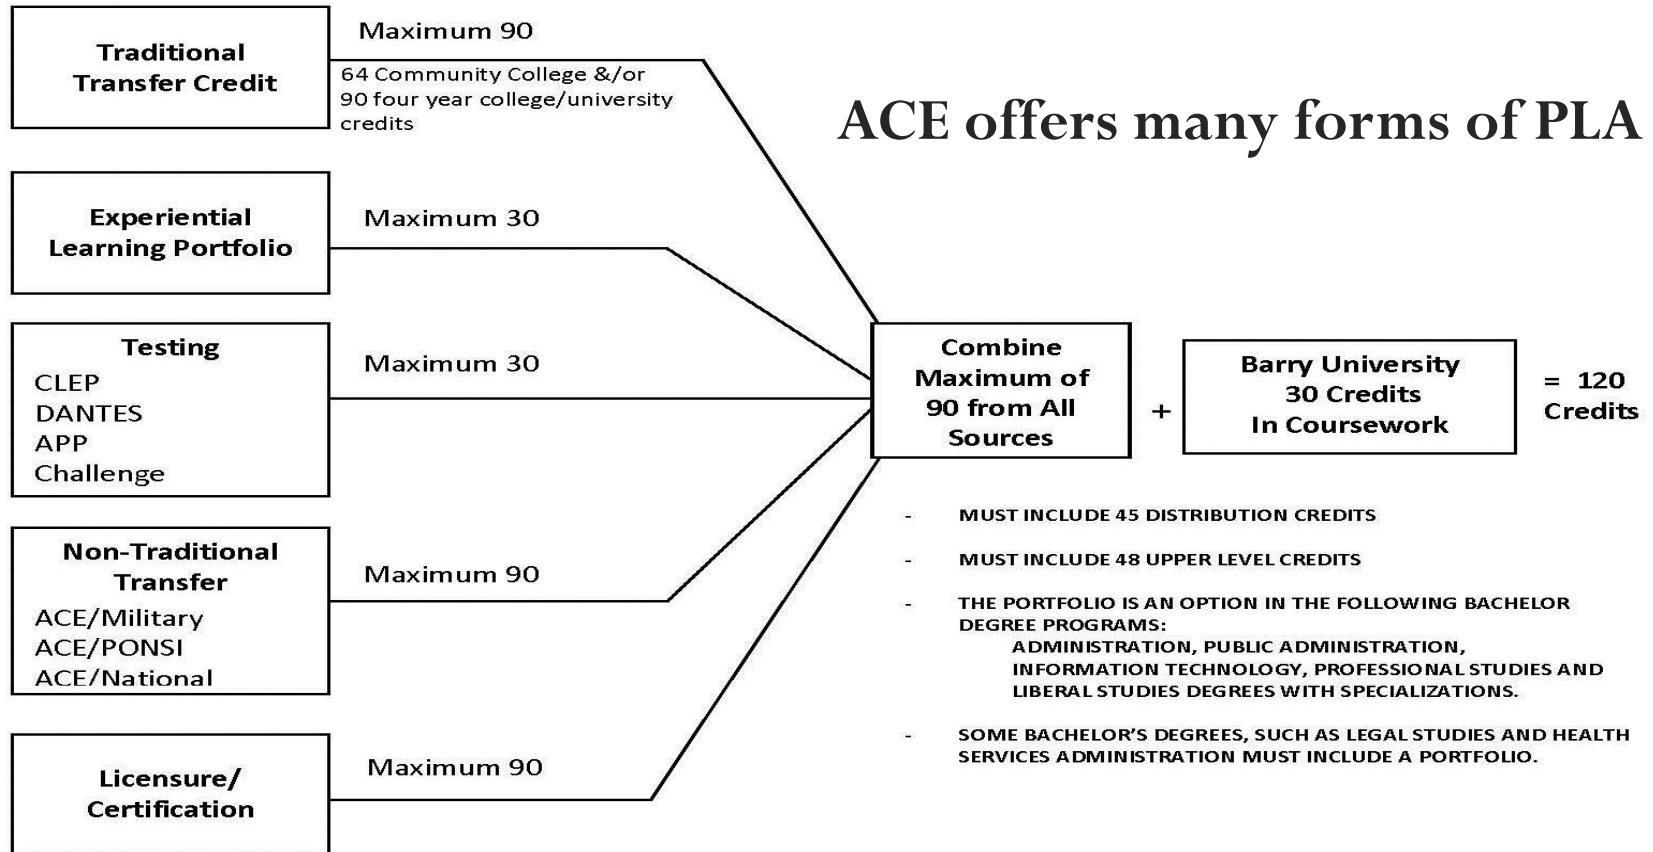 Traditional
Transfer Credit
Maximum 90
64 Community College &/or
90 four year college/university
credits
ACE offers many forms of PLA
Experiential
Learning Portfolio
Maximum 30
Testing
CLEP
DANTES
APP
Challenge
Maximum 30
Non-Traditional
Transfer
ACE/Military
ACE/PONSI
ACE/National
Maximum 90
Licensure/
Certification
Maximum 90
Combine
Maximum of
90 from All
Sources
+
Barry University
30 Credits
In Coursework
= 120
Credits
- MUST INCLUDE 45 DISTRIBUTION CREDITS
- MUST INCLUDE 48 UPPER LEVEL CREDITS
- THE PORTFOLIO IS AN OPTION IN THE FOLLOWING BACHELOR
DEGREE PROGRAMS:
ADMINISTRATION, PUBLIC ADMINISTRATION,
INFORMATION TECHNOLOGY, PROFESSIONAL STUDIES AND
LIBERAL STUDIES DEGREES WITH SPECIALIZATIONS.
- SOME BACHELOR’S DEGREES, SUCH AS LEGAL STUDIES AND HEALTH
SERVICES ADMINISTRATION MUST INCLUDE A PORTFOLIO.